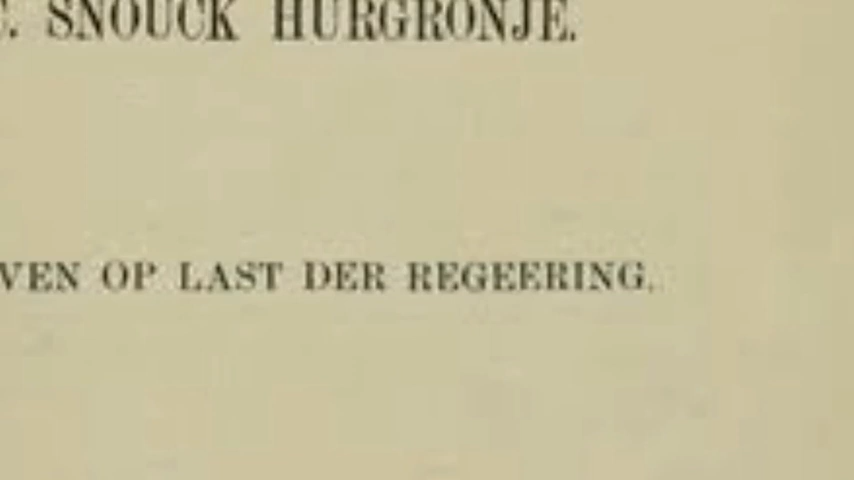 C. SNOUCK HURGRONJE.
VEN OP LAST DER REGEERING.